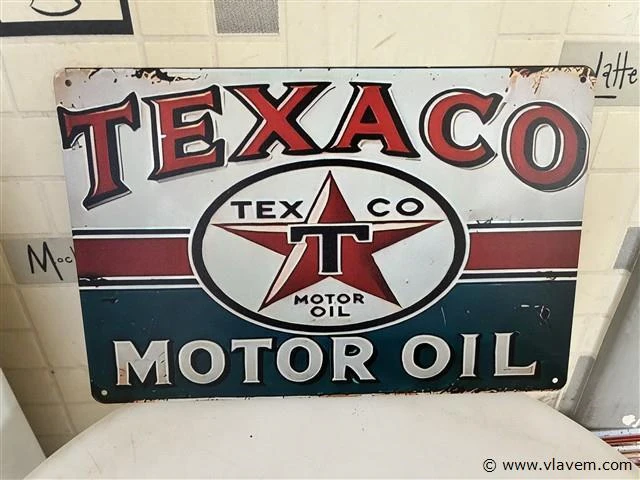 TEXACO
TEX CO
T
MOTOR
OIL
MOTOR OIL
© www.vlavem.com